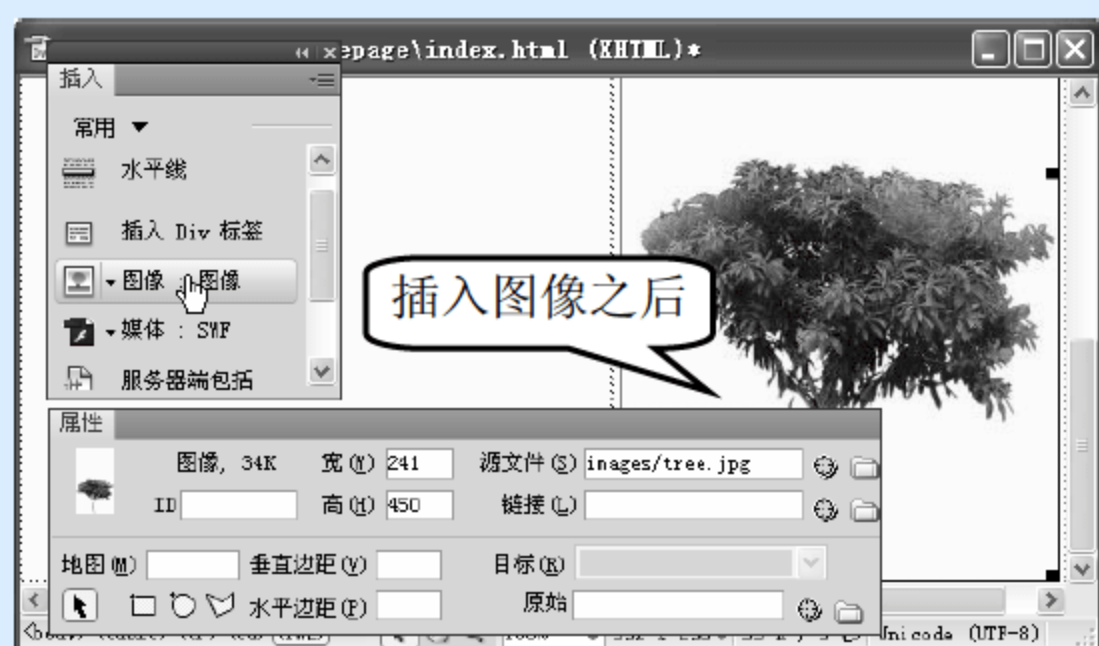 epage\index.html (XHTML)*
插入
常用
水平线
插入 Div 标签
图像 : 图像
媒体 : SWF
服务器端包括
插入图像之后
属性
图像, 34K 宽(W) 241 源文件(S) images/tree.jpg
ID 高(H) 450 链接(L)
地图(M) 垂直边距(V) 目标(R)
水平边距(P) 原始
Unicode (UTF-8)